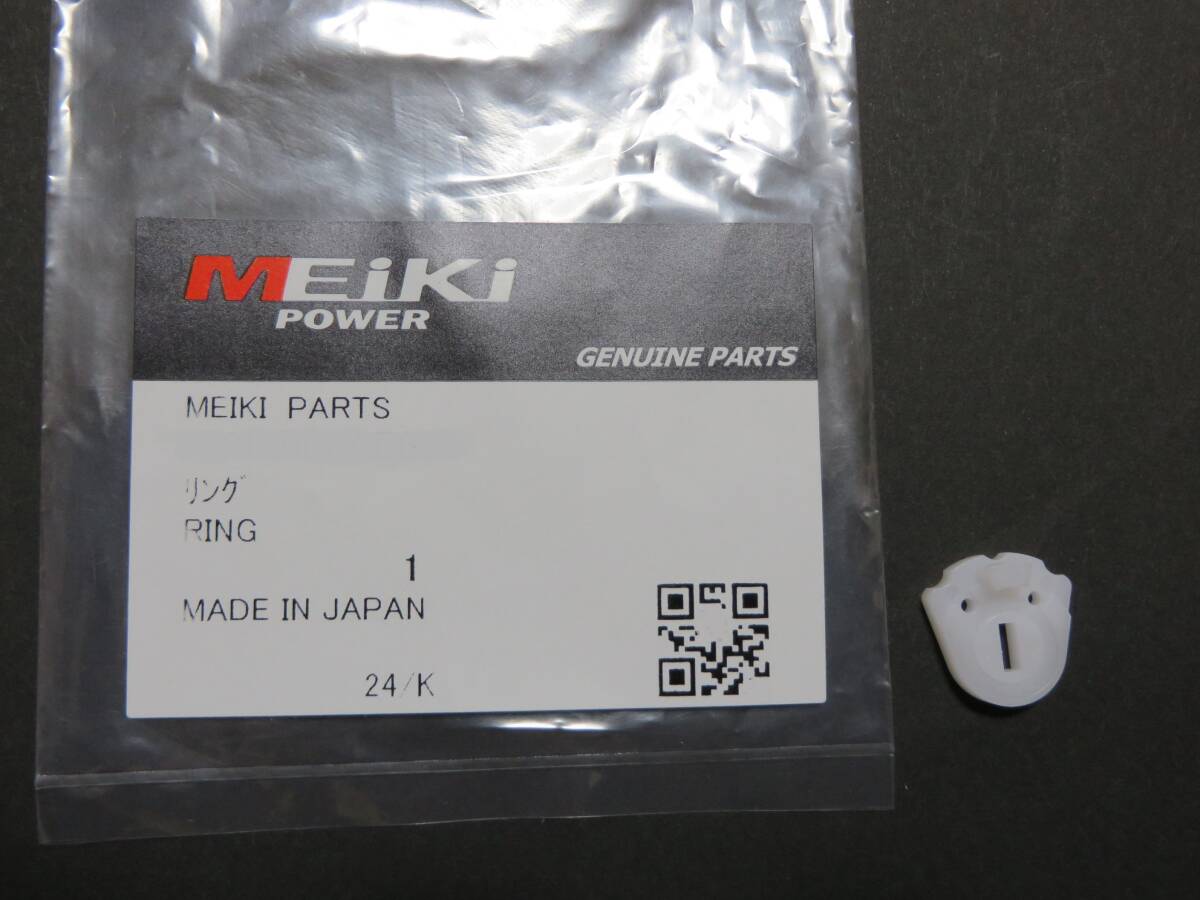 MEiKi
POWER
GENUINE PARTS
MEIKI PARTS
ﾘﾝｸﾞ
RING
1
MADE IN JAPAN
24/K